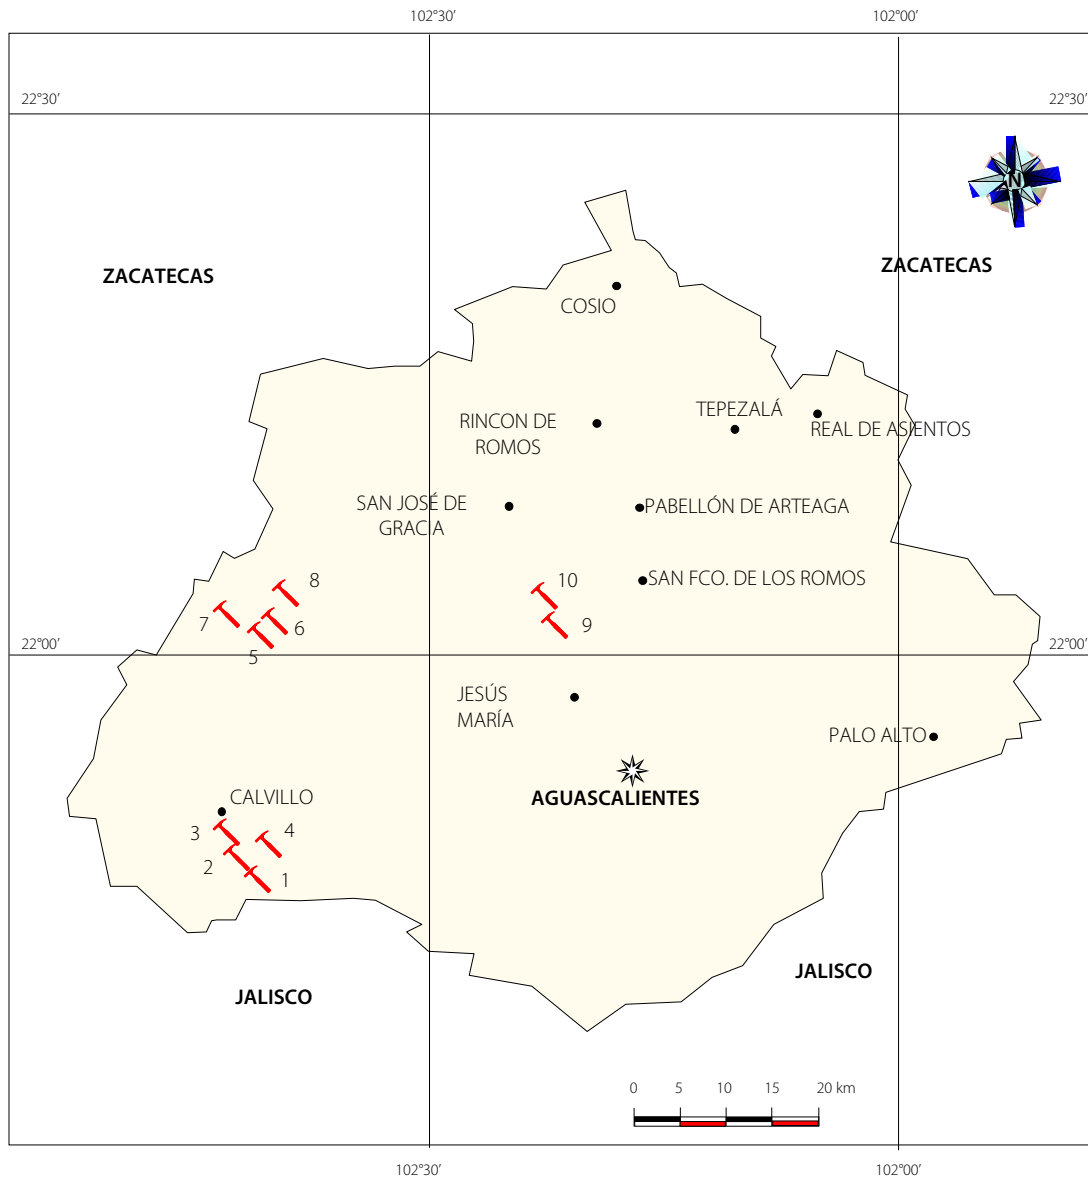 102°30’
102°00’
22°30’
22°30’
N
ZACATECAS
ZACATECAS
COSIO
TEPEZALÁ
RINCON DE
ROMOS
REAL DE ASIENTOS
SAN JOSÉ DE
GRACIA
PABELLÓN DE ARTEAGA
8
10
SAN FCO. DE LOS ROMOS
7
6
9
5
22°00’
22°00’
JESÚS
MARÍA
PALO ALTO
CALVILLO
AGUASCALIENTES
3
4
2
1
JALISCO
JALISCO
0 5 10 15 20 km
102°30’
102°00’